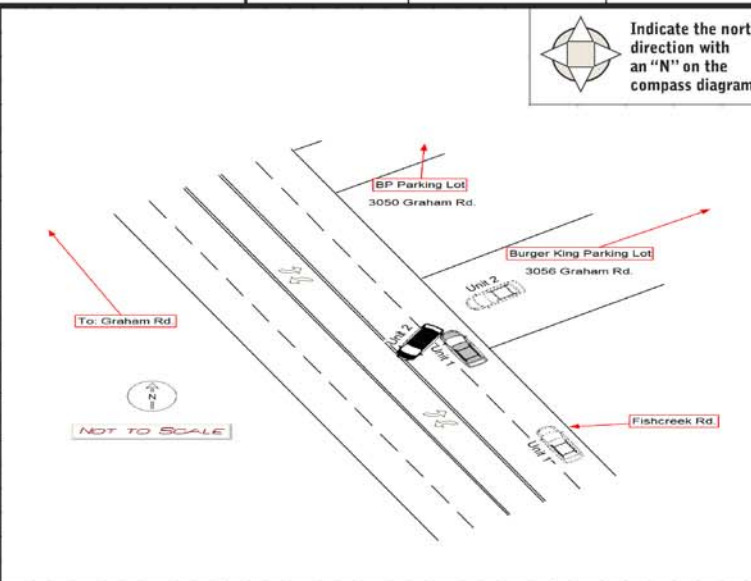 Indicate the nort
direction with
an “N” on the
compass diagram
BP Parking Lot
3050 Graham Rd.
Burger King Parking Lot
3056 Graham Rd.
Unit 2
To: Graham Rd.
Unit 2
Unit 1
N
NOT TO SCALE
Fishcreek Rd.
Unit 1